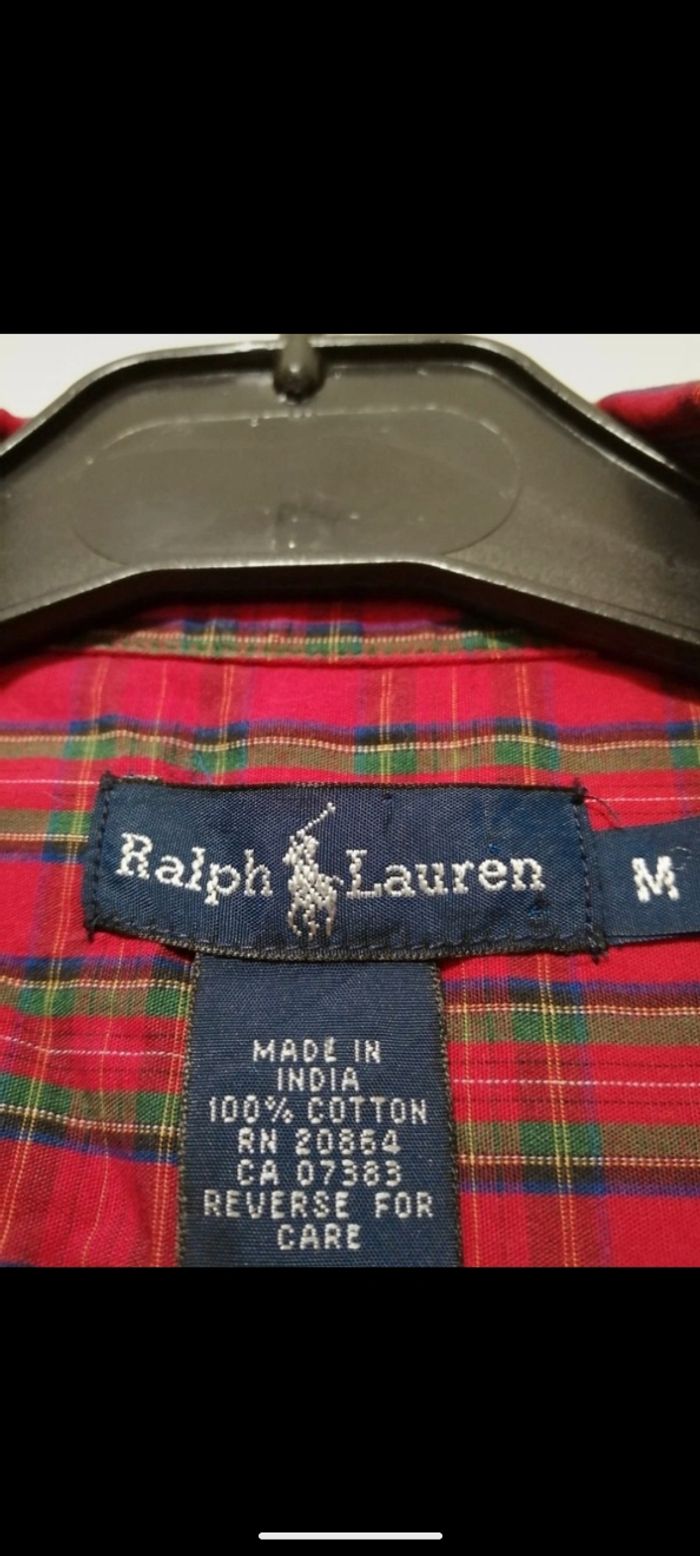 Ralph Lauren
M
MADE IN
INDIA
100% COTTON
RN 20864
CA 07383
REVERSE FOR
CARE